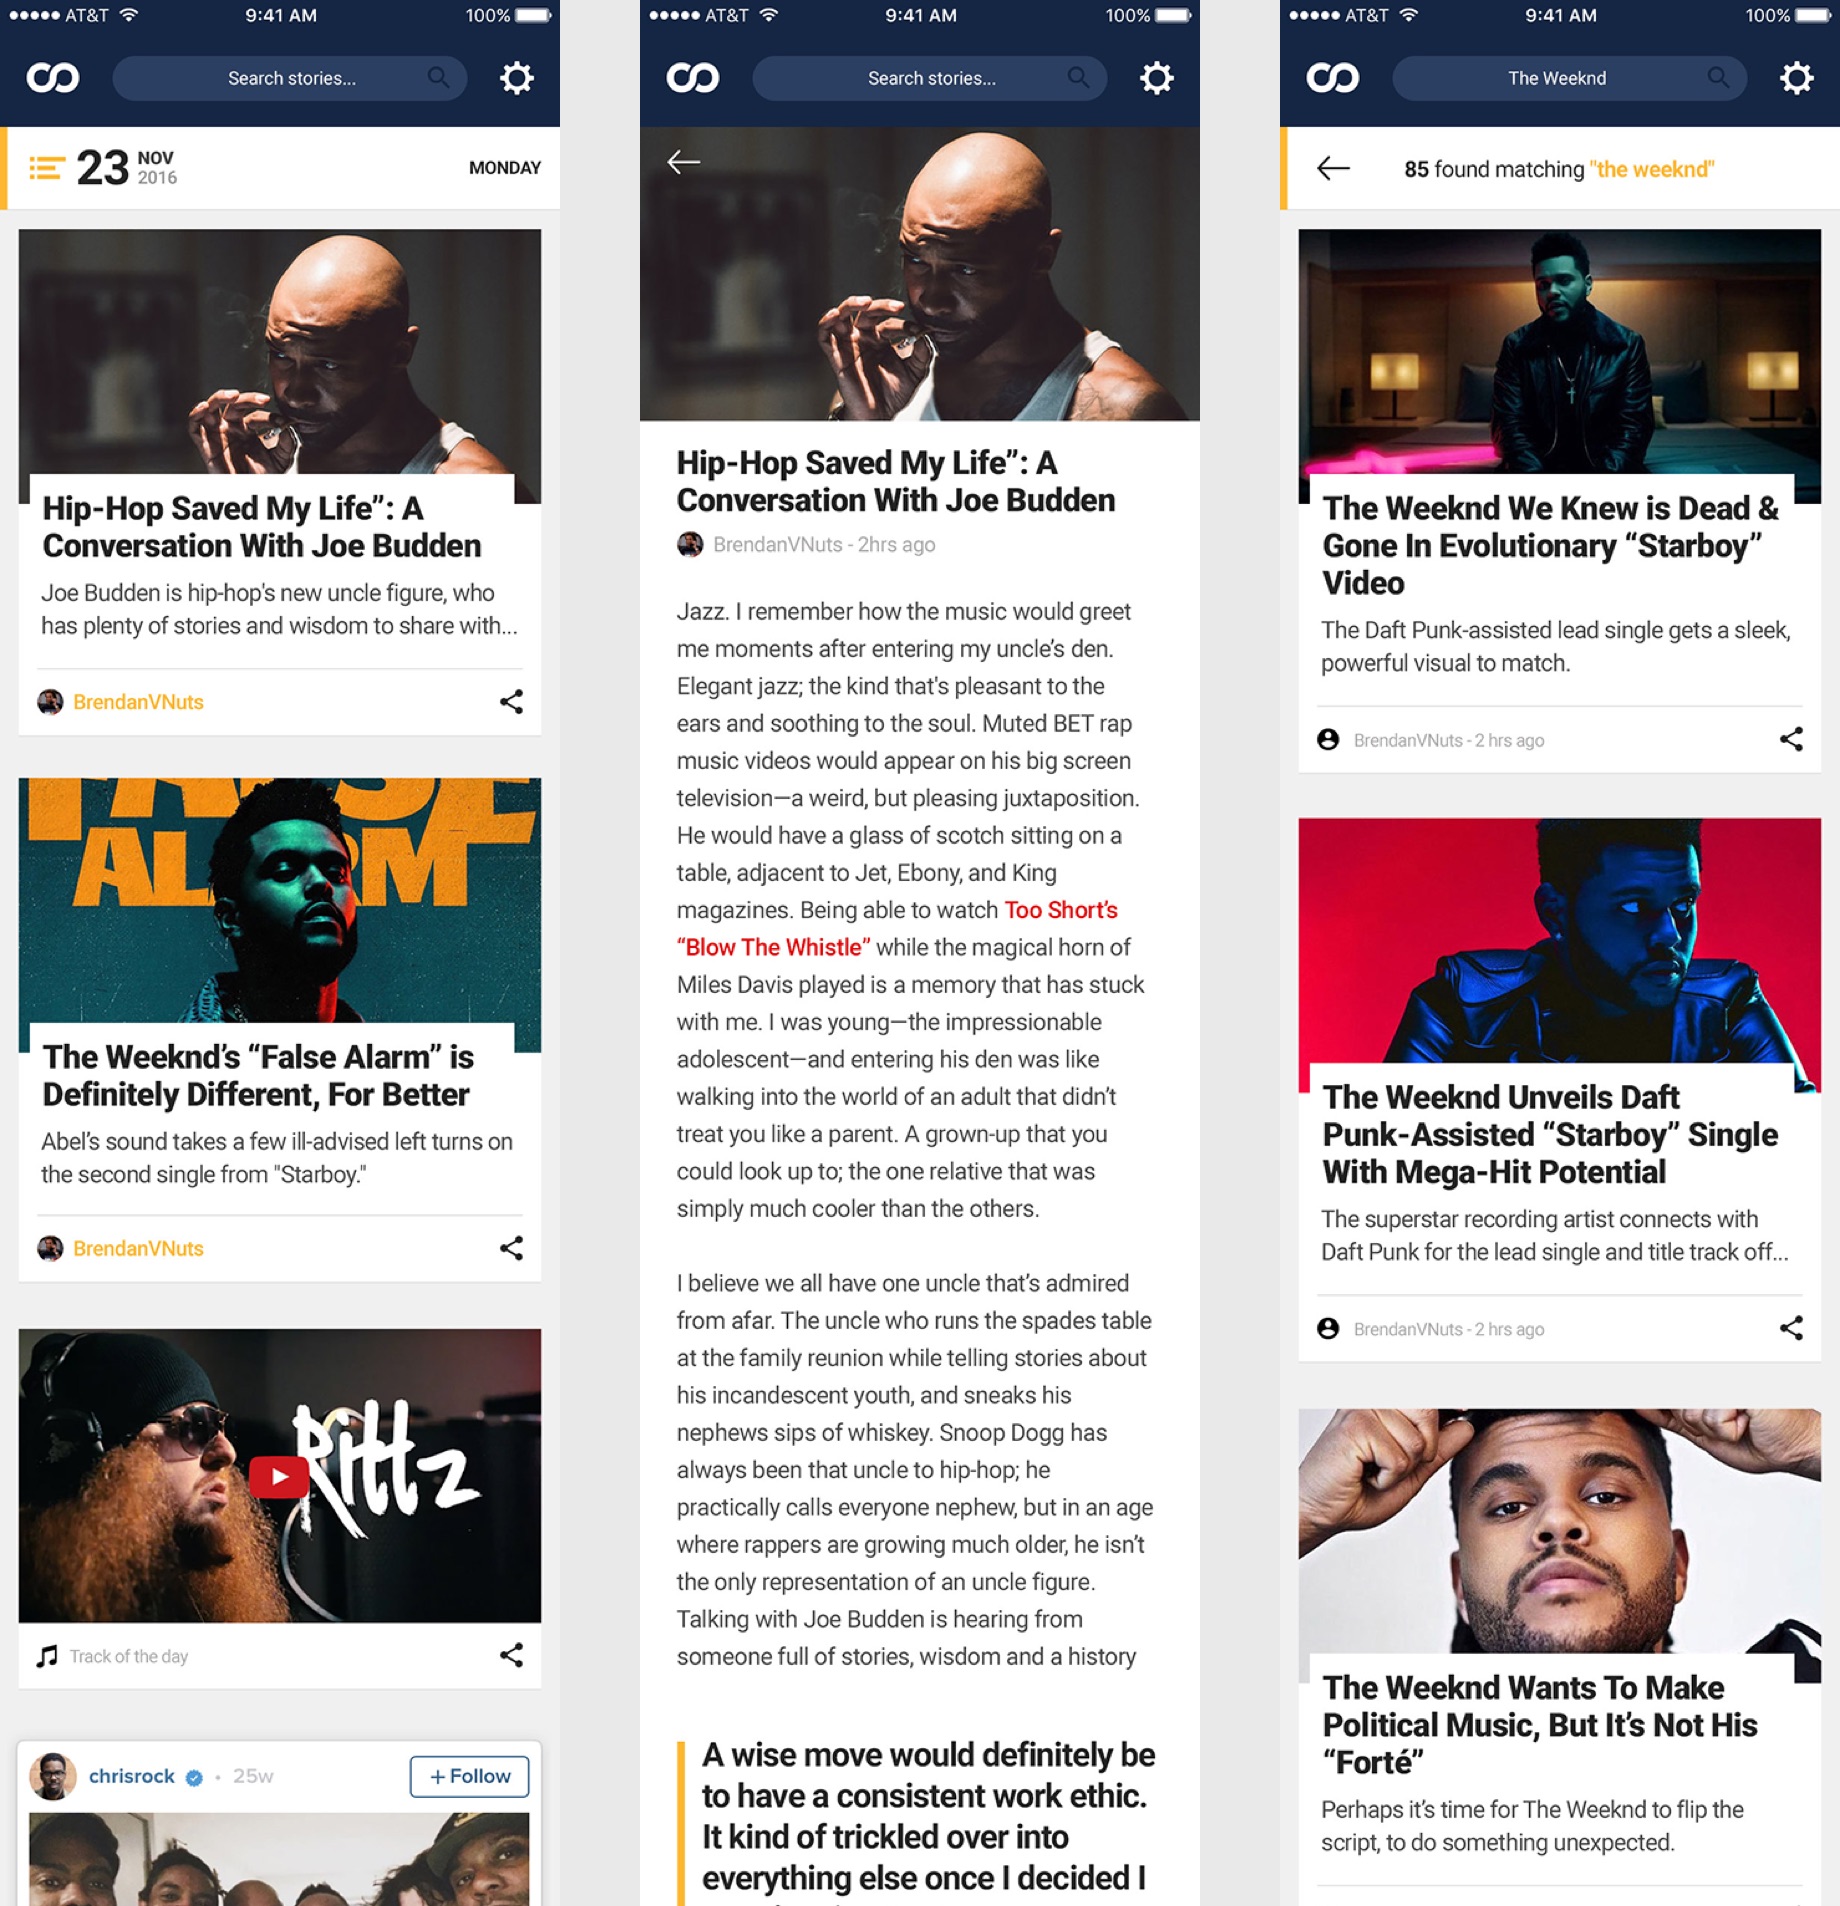 AT&T 9:41 AM 100%
Search stories...
23 NOV
2016
MONDAY
FALSE
ALARM
Hip-Hop Saved My Life”: A
Conversation With Joe Budden
Joe Budden is hip-hop's new uncle figure, who
has plenty of stories and wisdom to share with...
BrendanVNuts
The Weeknd’s “False Alarm” is
Definitely Different, For Better
Abel’s sound takes a few ill-advised left turns on
the second single from "Starboy."
BrendanVNuts
Rittz
Track of the day
chrisrock • 25w
+ Follow
AT&T 9:41 AM 100%
Search stories...
Hip-Hop Saved My Life”: A
Conversation With Joe Budden
BrendanVNuts - 2hrs ago
Jazz. I remember how the music would greet
me moments after entering my uncle’s den.
Elegant jazz; the kind that's pleasant to the
ears and soothing to the soul. Muted BET rap
music videos would appear on his big screen
television—a weird, but pleasing juxtaposition.
He would have a glass of scotch sitting on a
table, adjacent to Jet, Ebony, and King
magazines. Being able to watch Too Short’s
“Blow The Whistle” while the magical horn of
Miles Davis played is a memory that has stuck
with me. I was young—the impressionable
adolescent—and entering his den was like
walking into the world of an adult that didn’t
treat you like a parent. A grown-up that you
could look up to; the one relative that was
simply much cooler than the others.
I believe we all have one uncle that’s admired
from afar. The uncle who runs the spades table
at the family reunion while telling stories about
his incandescent youth, and sneaks his
nephews sips of whiskey. Snoop Dogg has
always been that uncle to hip-hop; he
practically calls everyone nephew, but in an age
where rappers are growing much older, he isn’t
the only representation of an uncle figure.
Talking with Joe Budden is hearing from
someone full of stories, wisdom and a history
A wise move would definitely be
to have a consistent work ethic.
It kind of trickled over into
everything else once I decided I
AT&T 9:41 AM 100%
The Weeknd
85 found matching "the weeknd"
The Weeknd We Knew is Dead &
Gone In Evolutionary “Starboy”
Video
The Daft Punk-assisted lead single gets a sleek,
powerful visual to match.
BrendanVNuts - 2 hrs ago
The Weeknd Unveils Daft
Punk-Assisted “Starboy” Single
With Mega-Hit Potential
The superstar recording artist connects with
Daft Punk for the lead single and title track off...
BrendanVNuts - 2 hrs ago
The Weeknd Wants To Make
Political Music, But It’s Not His
“Forté”
Perhaps it’s time for The Weeknd to flip the
script, to do something unexpected.